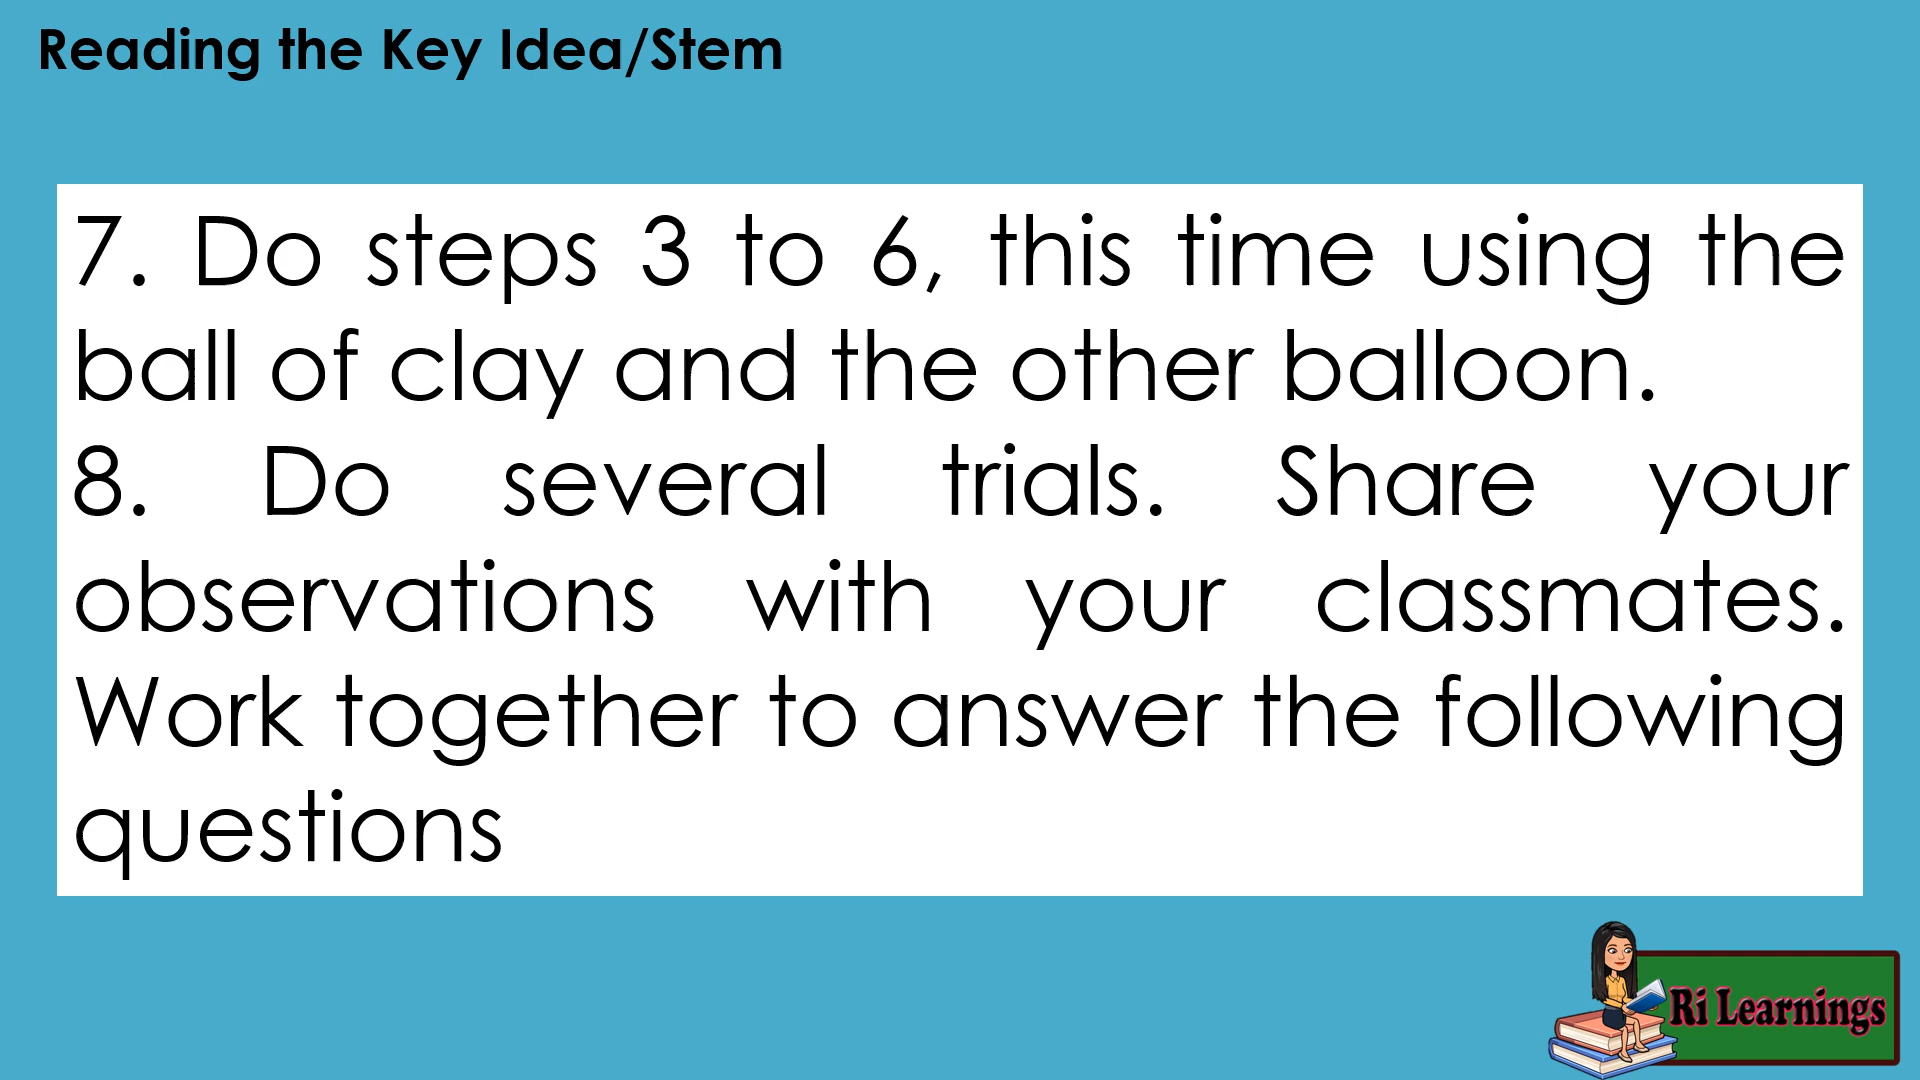 Reading the Key Idea/Stem
7. Do steps 3 to 6, this time using the
ball of clay and the other balloon.
8. Do several trials. Share your
observations with your classmates.
Work together to answer the following
questions
Ri Learnings